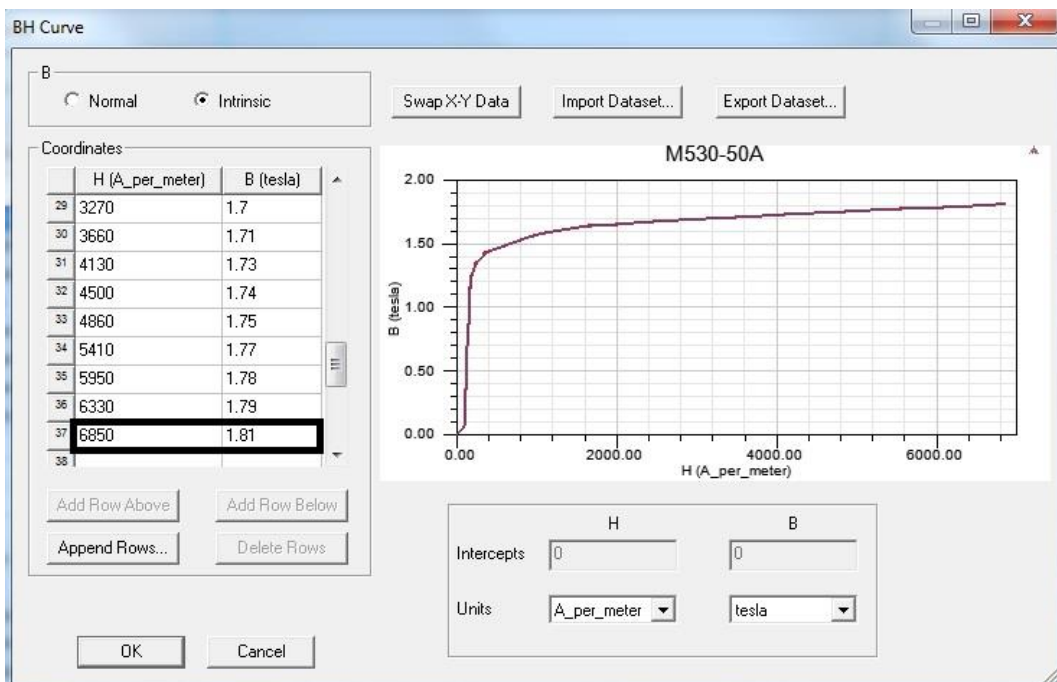 BH Curve
B
Normal Intrinsic
Swap X-Y Data Import Dataset... Export Dataset...
Coordinates
H (A_per_meter) B (tesla)
29 3270 1.7
30 3660 1.71
31 4130 1.73
32 4500 1.74
33 4860 1.75
34 5410 1.77
35 5950 1.78
36 6330 1.79
37 6850 1.81
38
Add Row Above Add Row Below
Append Rows... Delete Rows
OK Cancel
M530-50A
2.00
1.50
1.00
0.50
0.00
B (tesla)
0.00 2000.00 4000.00 6000.00
H (A_per_meter)
H B
Intercepts 0 0
Units A_per_meter tesla